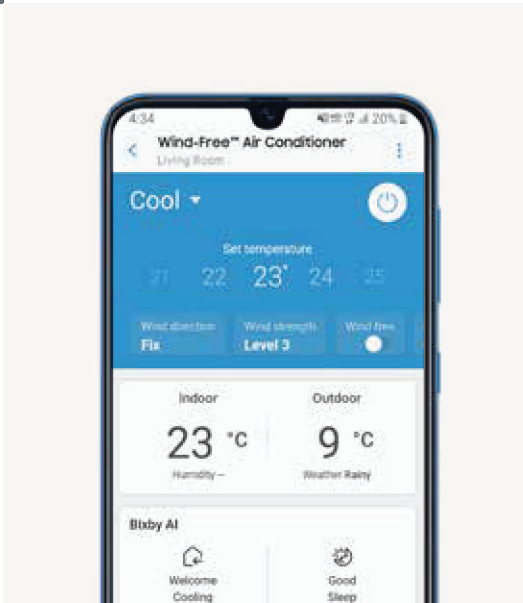 4:34
20%
Wind-Free™ Air Conditioner
Living Room
Cool
Set temperature
21 22 23° 24 25
Wind direction Wind strength Wind free
Fix Level 3
Indoor Outdoor
23 °C 9 °C
Humidity – Weather Rainy
Bixby AI
Welcome Good
Cooling Sleep